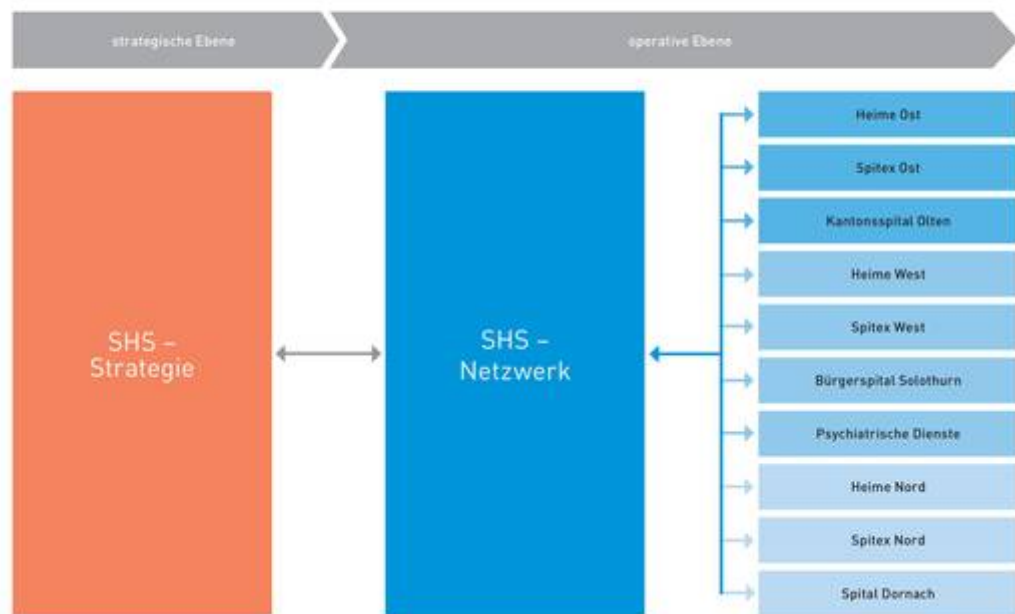 strategische Ebene
operative Ebene
SHS –
Strategie
SHS –
Netzwerk
Heime Ost
Spitex Ost
Kantonsspital Olten
Heime West
Spitex West
Bürgerspital Solothurn
Psychiatrische Dienste
Heime Nord
Spitex Nord
Spital Dornach